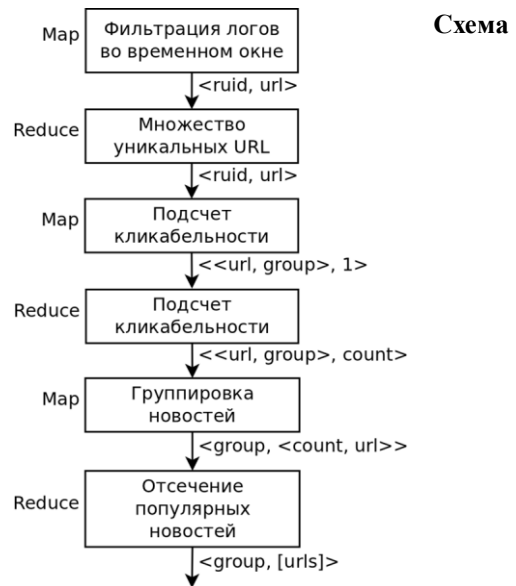 Схема
Map
Фильтрация логов
во временном окне
<ruid, url>
Reduce
Множество
уникальных URL
<ruid, url>
Map
Подсчет
кликабельности
<<url, group>, 1>
Reduce
Подсчет
кликабельности
<<url, group>, count>
Map
Группировка
новостей
<group, <count, url>>
Reduce
Отсечение
популярных
новостей
<group, [urls]>